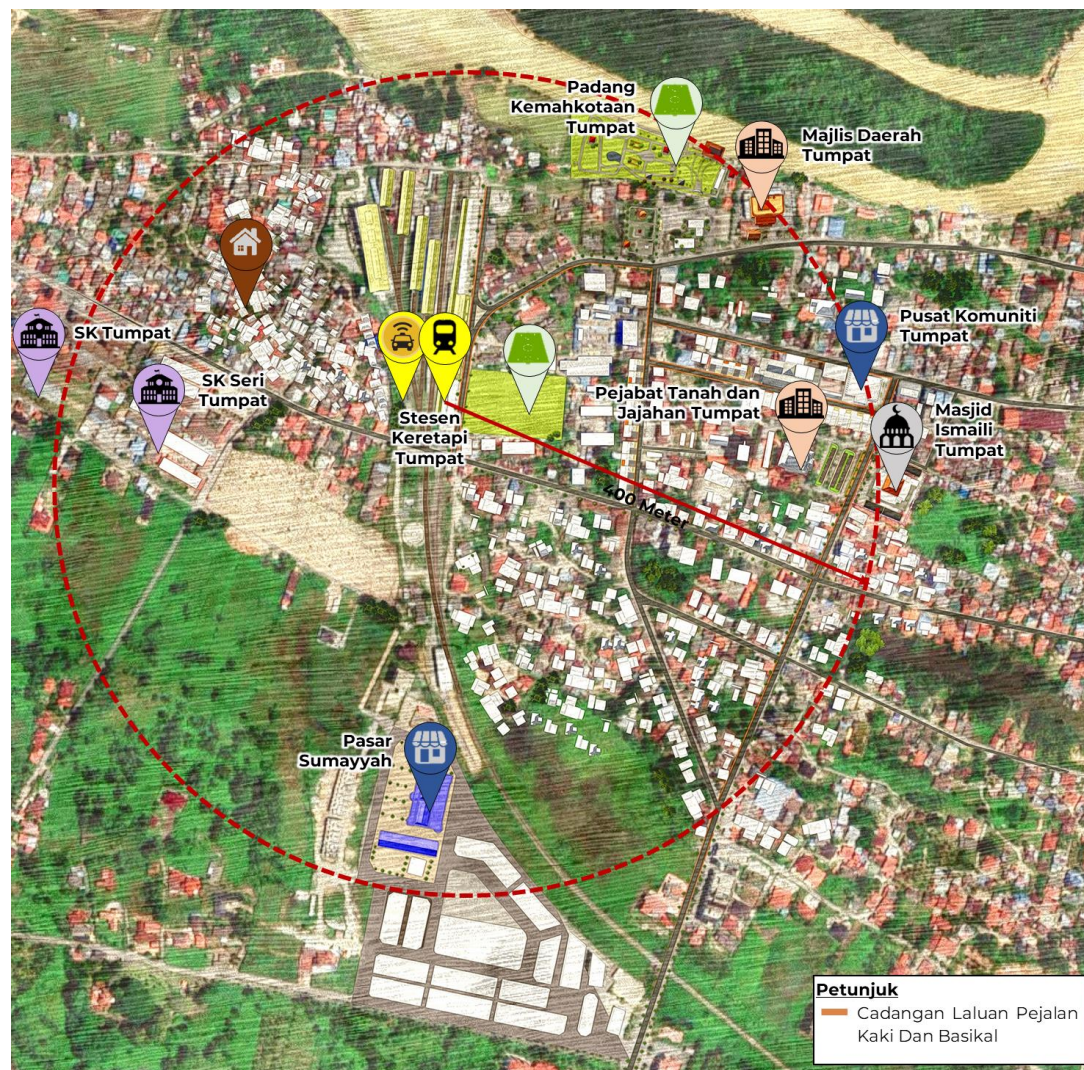 Padang
Kemahkotaan
Tumpat
Majlis Daerah
Tumpat
SK Tumpat
SK Seri
Tumpat
Stesen
Keretapi
Tumpat
Pejabat Tanah dan
Jajahan Tumpat
Pusat Komuniti
Tumpat
Masjid
Ismaili
Tumpat
400 Meter
Pasar
Sumayyah
Petunjuk
Cadangan Laluan Pejalan
Kaki Dan Basikal